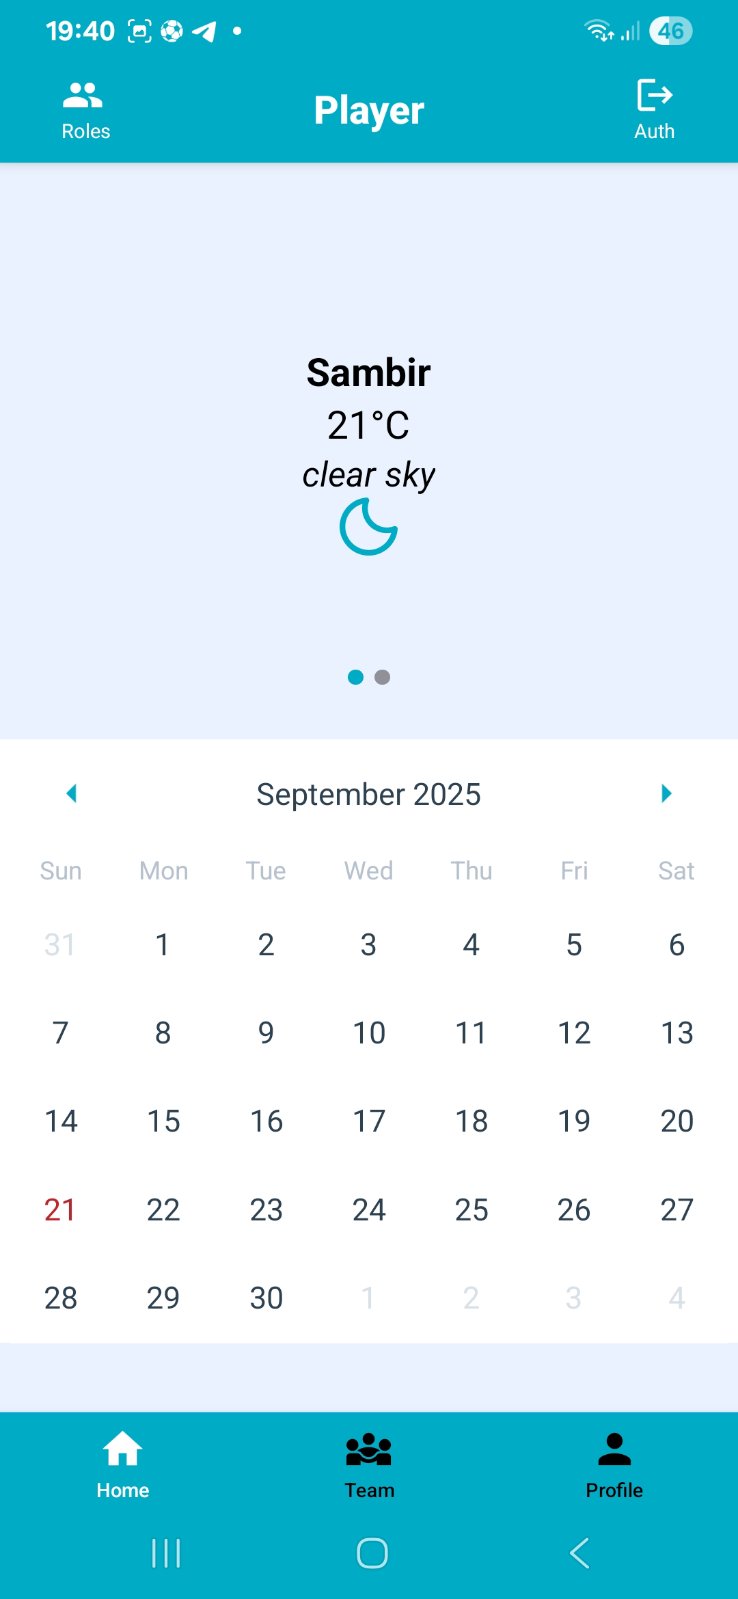 19:40
46
Roles
Player
Auth
Sambir
21°C
clear sky
September 2025
Sun Mon Tue Wed Thu Fri Sat
31 1 2 3 4 5 6
7 8 9 10 11 12 13
14 15 16 17 18 19 20
21 22 23 24 25 26 27
28 29 30 1 2 3 4
Home Team Profile